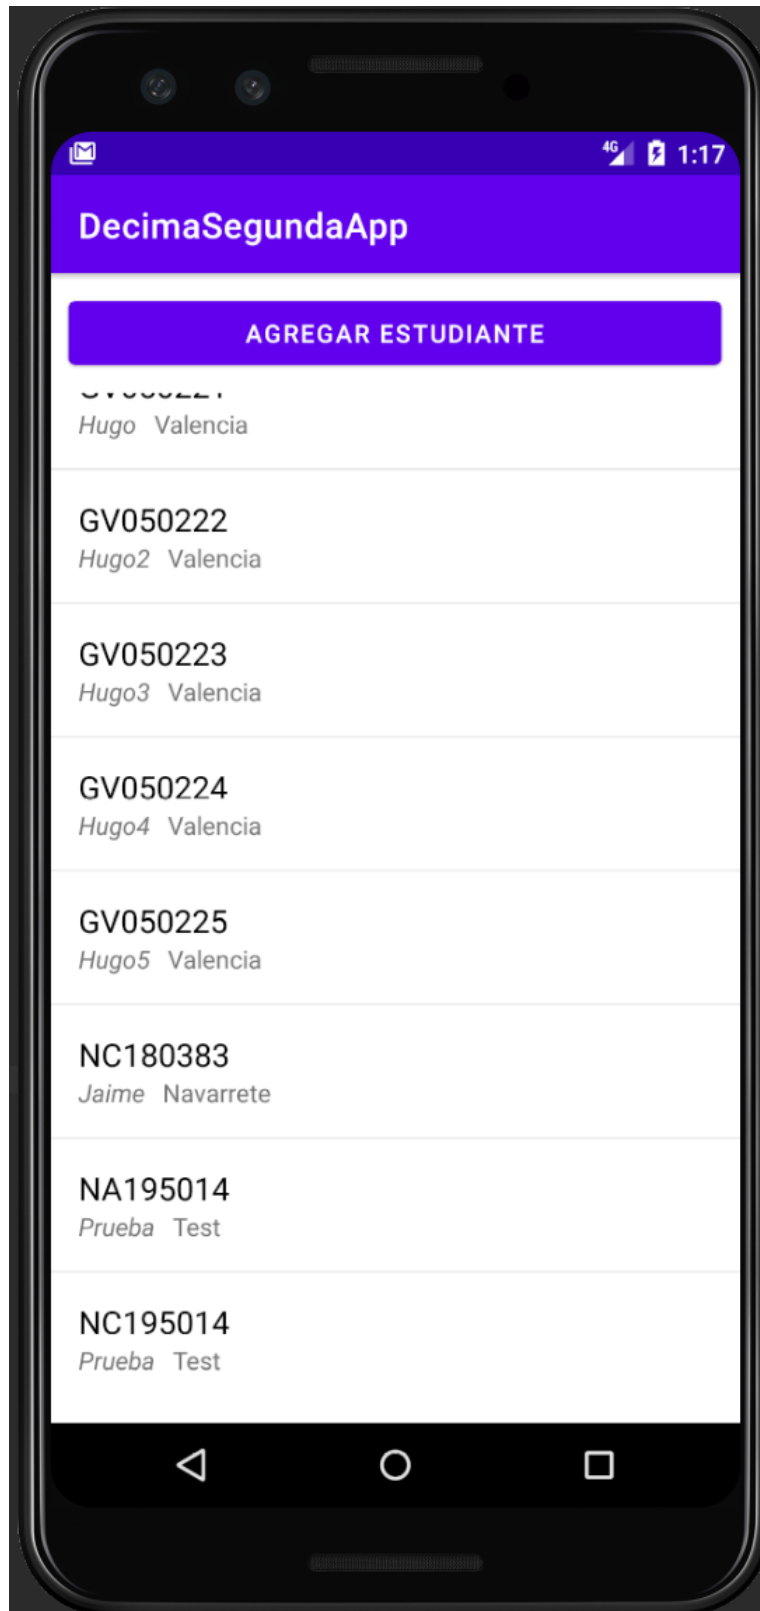 4G 1:17
DecimaSegundaApp
AGREGAR ESTUDIANTE
Hugo Valencia
GV050222
Hugo2 Valencia
GV050223
Hugo3 Valencia
GV050224
Hugo4 Valencia
GV050225
Hugo5 Valencia
NC180383
Jaime Navarrete
NA195014
Prueba Test
NC195014
Prueba Test